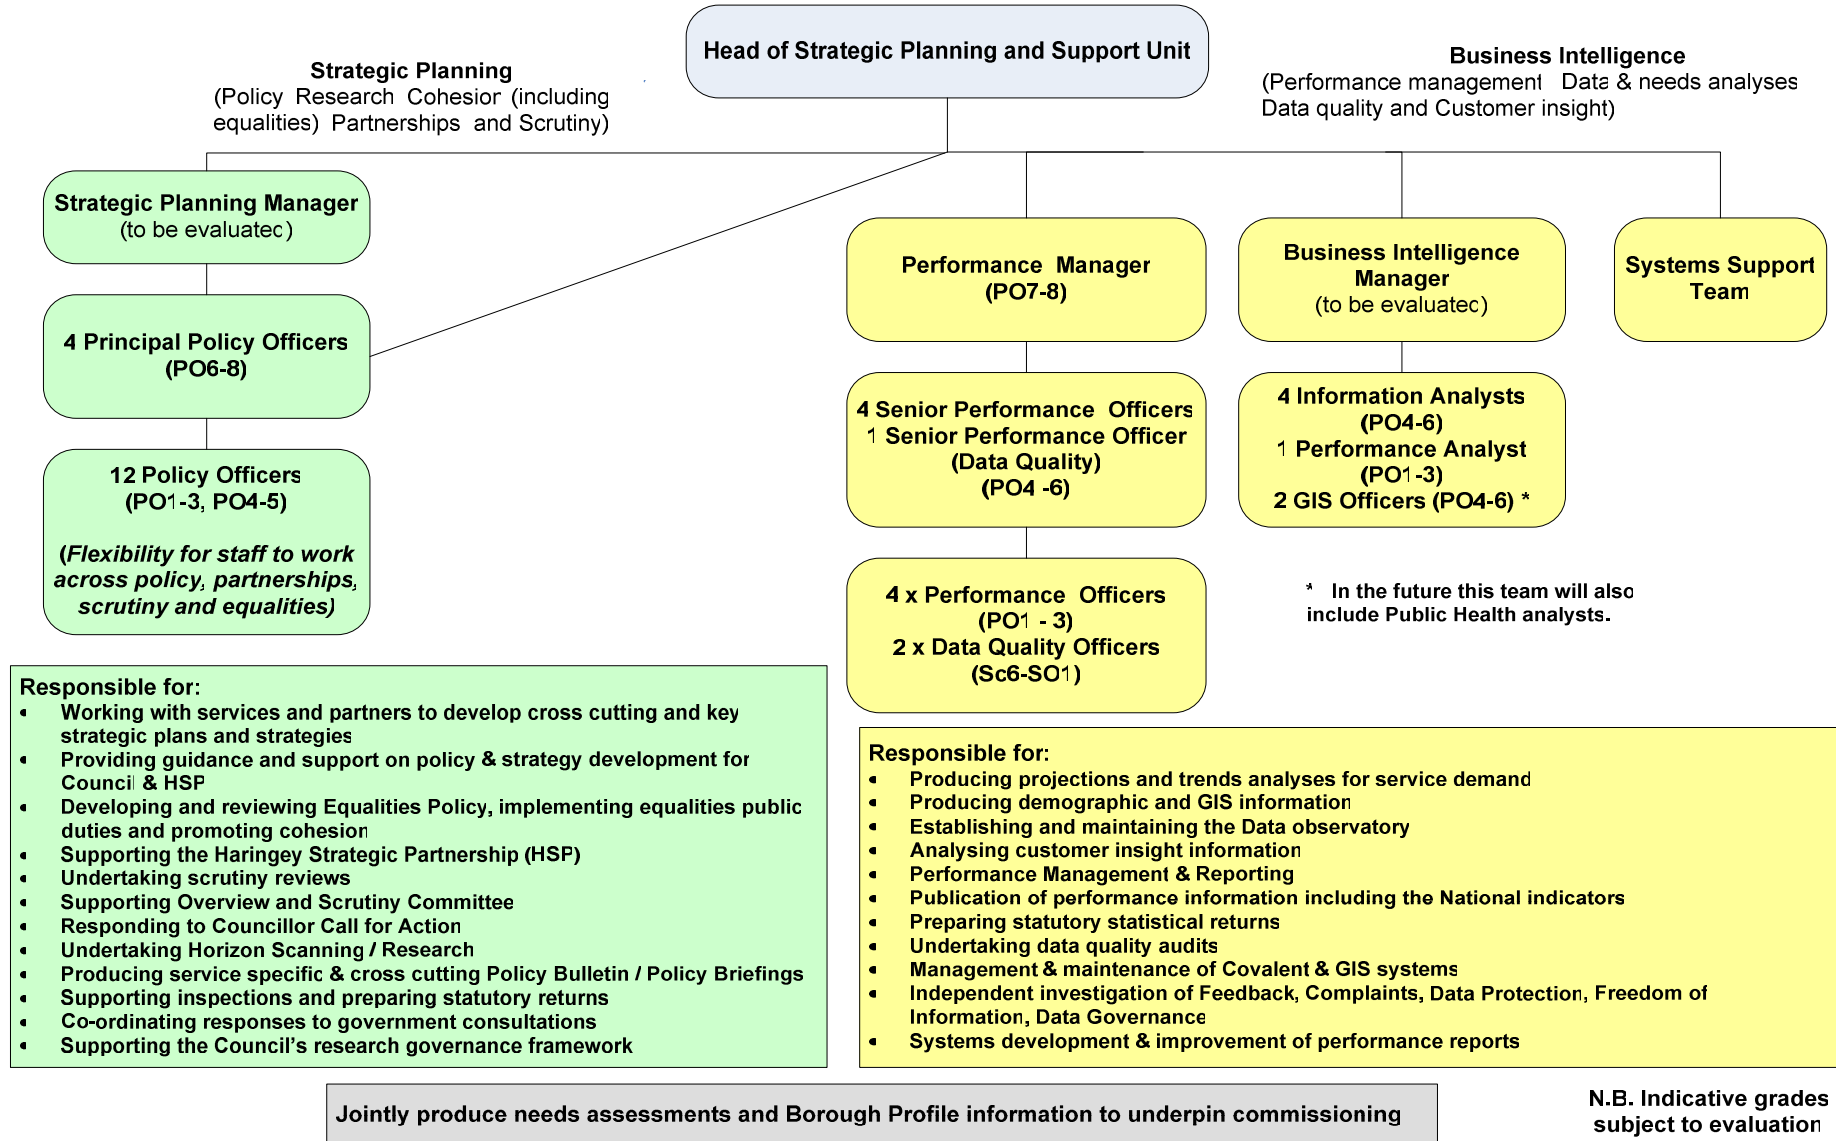 Head of Strategic Planning and Support Unit
Strategic Planning
(Policy Research Cohesior (including
equalities) Partnerships and Scrutiny)
Business Intelligence
(Performance management Data & needs analyses
Data quality and Customer insight)
Strategic Planning Manager
(to be evaluated)
4 Principal Policy Officers
(PO6-8)
12 Policy Officers
(PO1-3, PO4-5)
(Flexibility for staff to work
across policy, partnerships,
scrutiny and equalities)
Performance Manager
(PO7-8)
4 Senior Performance Officers
1 Senior Performance Officer
(Data Quality)
(PO4 -6)
4 x Performance Officers
(PO1 - 3)
2 x Data Quality Officers
(Sc6-SO1)
Business Intelligence
Manager
(to be evaluated)
4 Information Analysts
(PO4-6)
1 Performance Analyst
(PO1-3)
2 GIS Officers (PO4-6) *
Systems Support
Team
* In the future this team will also
include Public Health analysts.
Responsible for:
• Working with services and partners to develop cross cutting and key
strategic plans and strategies
• Providing guidance and support on policy & strategy development for
Council & HSP
• Developing and reviewing Equalities Policy, implementing equalities public
duties and promoting cohesion
• Supporting the Haringey Strategic Partnership (HSP)
• Undertaking scrutiny reviews
• Supporting Overview and Scrutiny Committee
• Responding to Councillor Call for Action
• Undertaking Horizon Scanning / Research
• Producing service specific & cross cutting Policy Bulletin / Policy Briefings
• Supporting inspections and preparing statutory returns
• Co-ordinating responses to government consultations
• Supporting the Council's research governance framework
Responsible for:
• Producing projections and trends analyses for service demand
• Producing demographic and GIS information
• Establishing and maintaining the Data observatory
• Analysing customer insight information
• Performance Management & Reporting
• Publication of performance information including the National indicators
• Preparing statutory statistical returns
• Undertaking data quality audits
• Management & maintenance of Covalent & GIS systems
• Independent investigation of Feedback, Complaints, Data Protection, Freedom of
Information, Data Governance
• Systems development & improvement of performance reports
Jointly produce needs assessments and Borough Profile information to underpin commissioning
N.B. Indicative grades
subject to evaluation